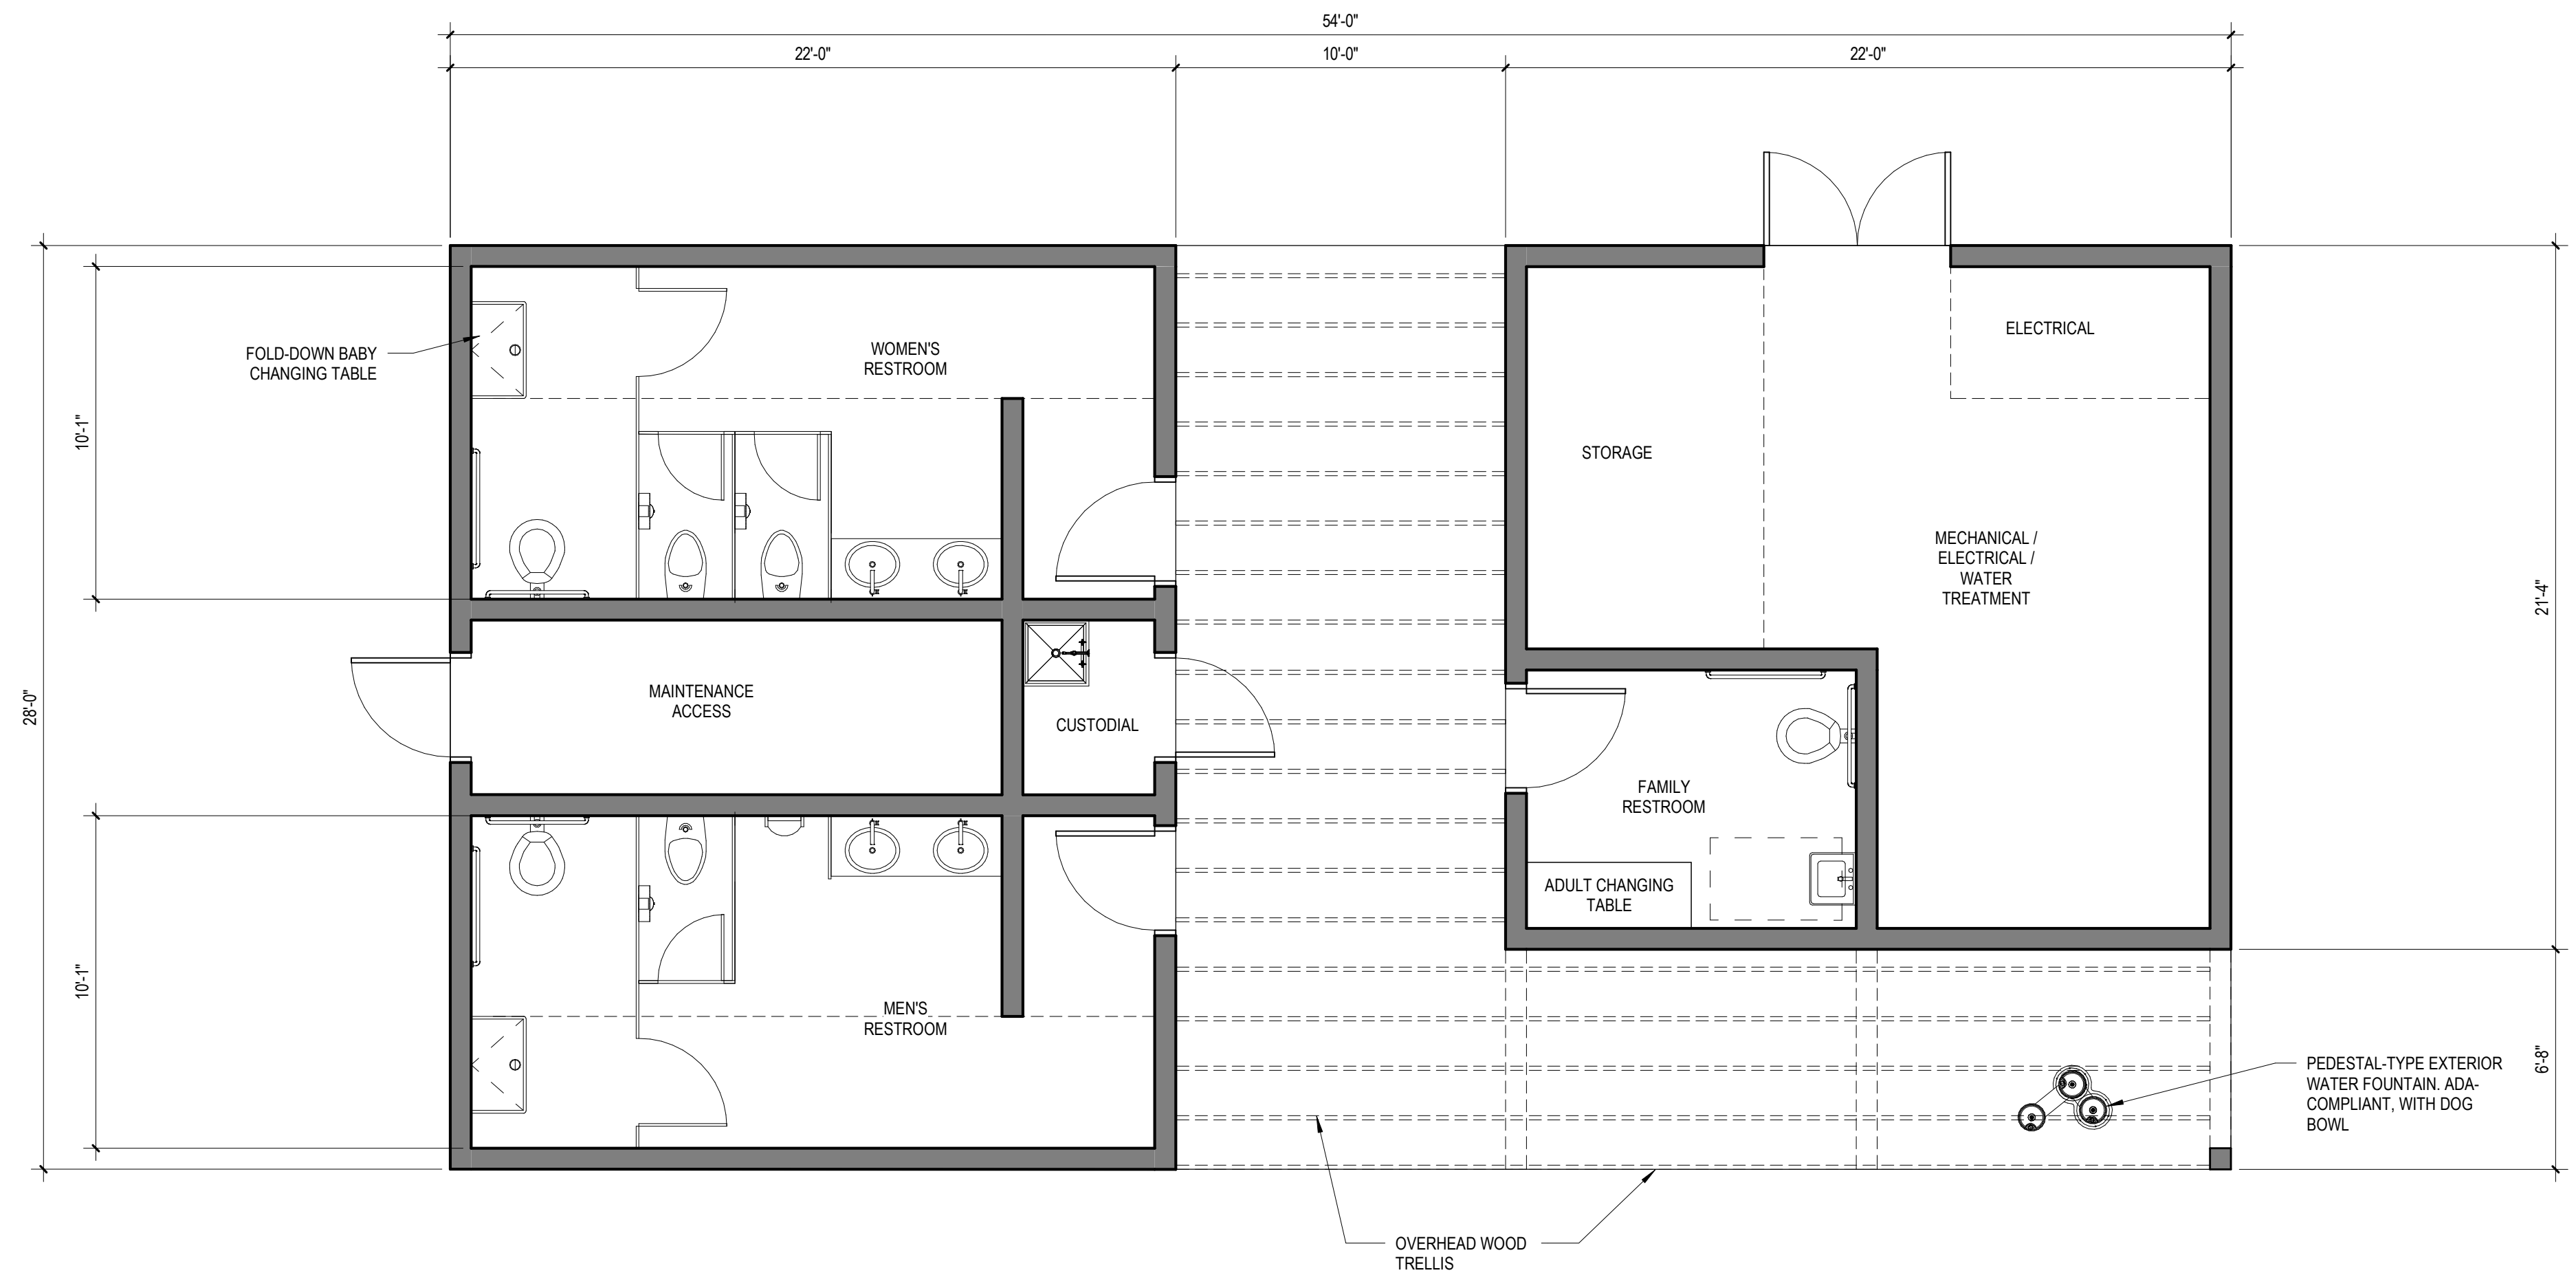 54'-0"
22'-0"
10'-0"
22'-0"
ELECTRICAL
FOLD-DOWN BABY
CHANGING TABLE
WOMEN'S
RESTROOM
10'-1"
STORAGE
MECHANICAL /
ELECTRICAL /
WATER
TREATMENT
21'-4"
28'-0"
MAINTENANCE
ACCESS
CUSTODIAL
FAMILY
RESTROOM
ADULT CHANGING
TABLE
10'-1"
MEN'S
RESTROOM
6'-8"
PEDESTAL-TYPE EXTERIOR
WATER FOUNTAIN. ADA-
COMPLIANT, WITH DOG
BOWL
OVERHEAD WOOD
TRELLIS